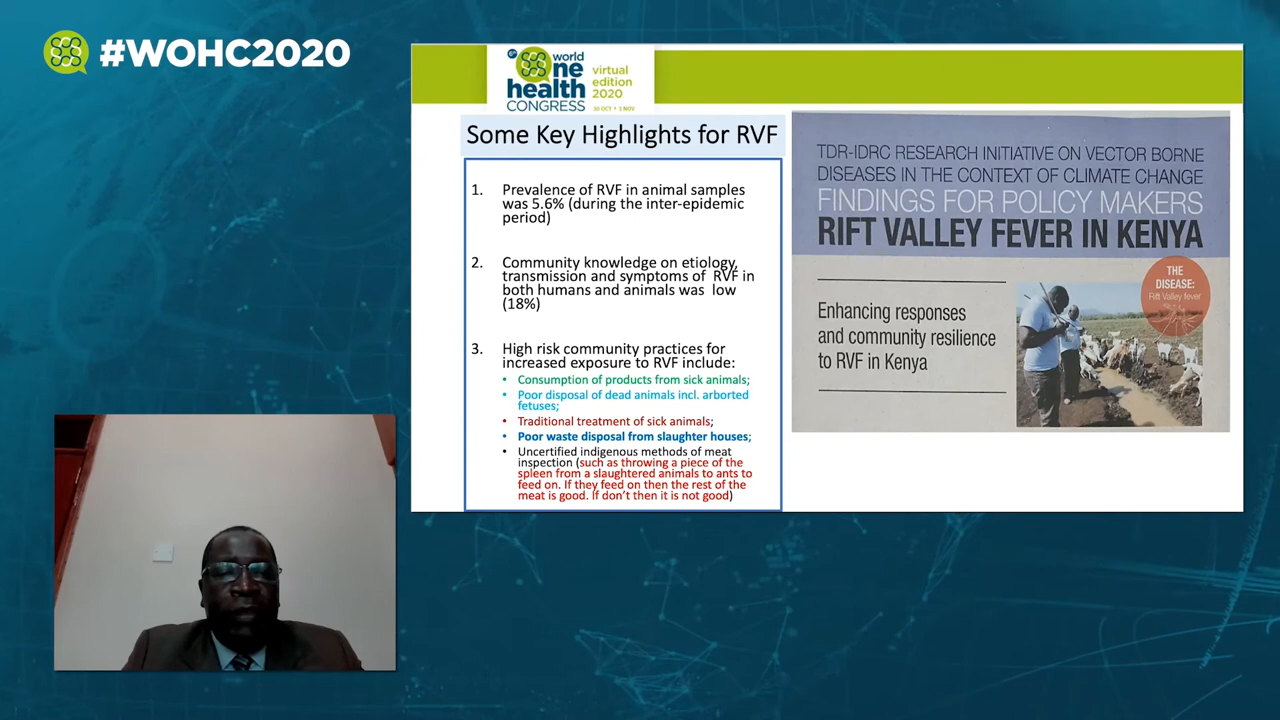 #WOHC2020
world
One
health
CONGRESS
virtual
edition
2020
30 OCT • 3 NOV
Some Key Highlights for RVF
1. Prevalence of RVF in animal samples
was 5.6% (during the inter-epidemic
period)
2. Community knowledge on etiology,
transmission and symptoms of RVF in
both humans and animals was low
(18%)
3. High risk community practices for
increased exposure to RVF include:
• Consumption of products from sick animals;
• Poor disposal of dead animals incl. arborted
fetuses;
• Traditional treatment of sick animals;
• Poor waste disposal from slaughter houses;
• Uncertified indigenous methods of meat
inspection (such as throwing a piece of the
spleen from a slaughtered animals to ants to
feed on. If they feed on then the rest of the
meat is good. If don't then it is not good)
TDR-IDRC RESEARCH INITIATIVE ON VECTOR BORNE
DISEASES IN THE CONTEXT OF CLIMATE CHANGE
FINDINGS FOR POLICY MAKERS
RIFT VALLEY FEVER IN KENYA
Enhancing responses
and community resilience
to RVF in Kenya
THE
DISEASE:
Rift Valley fever